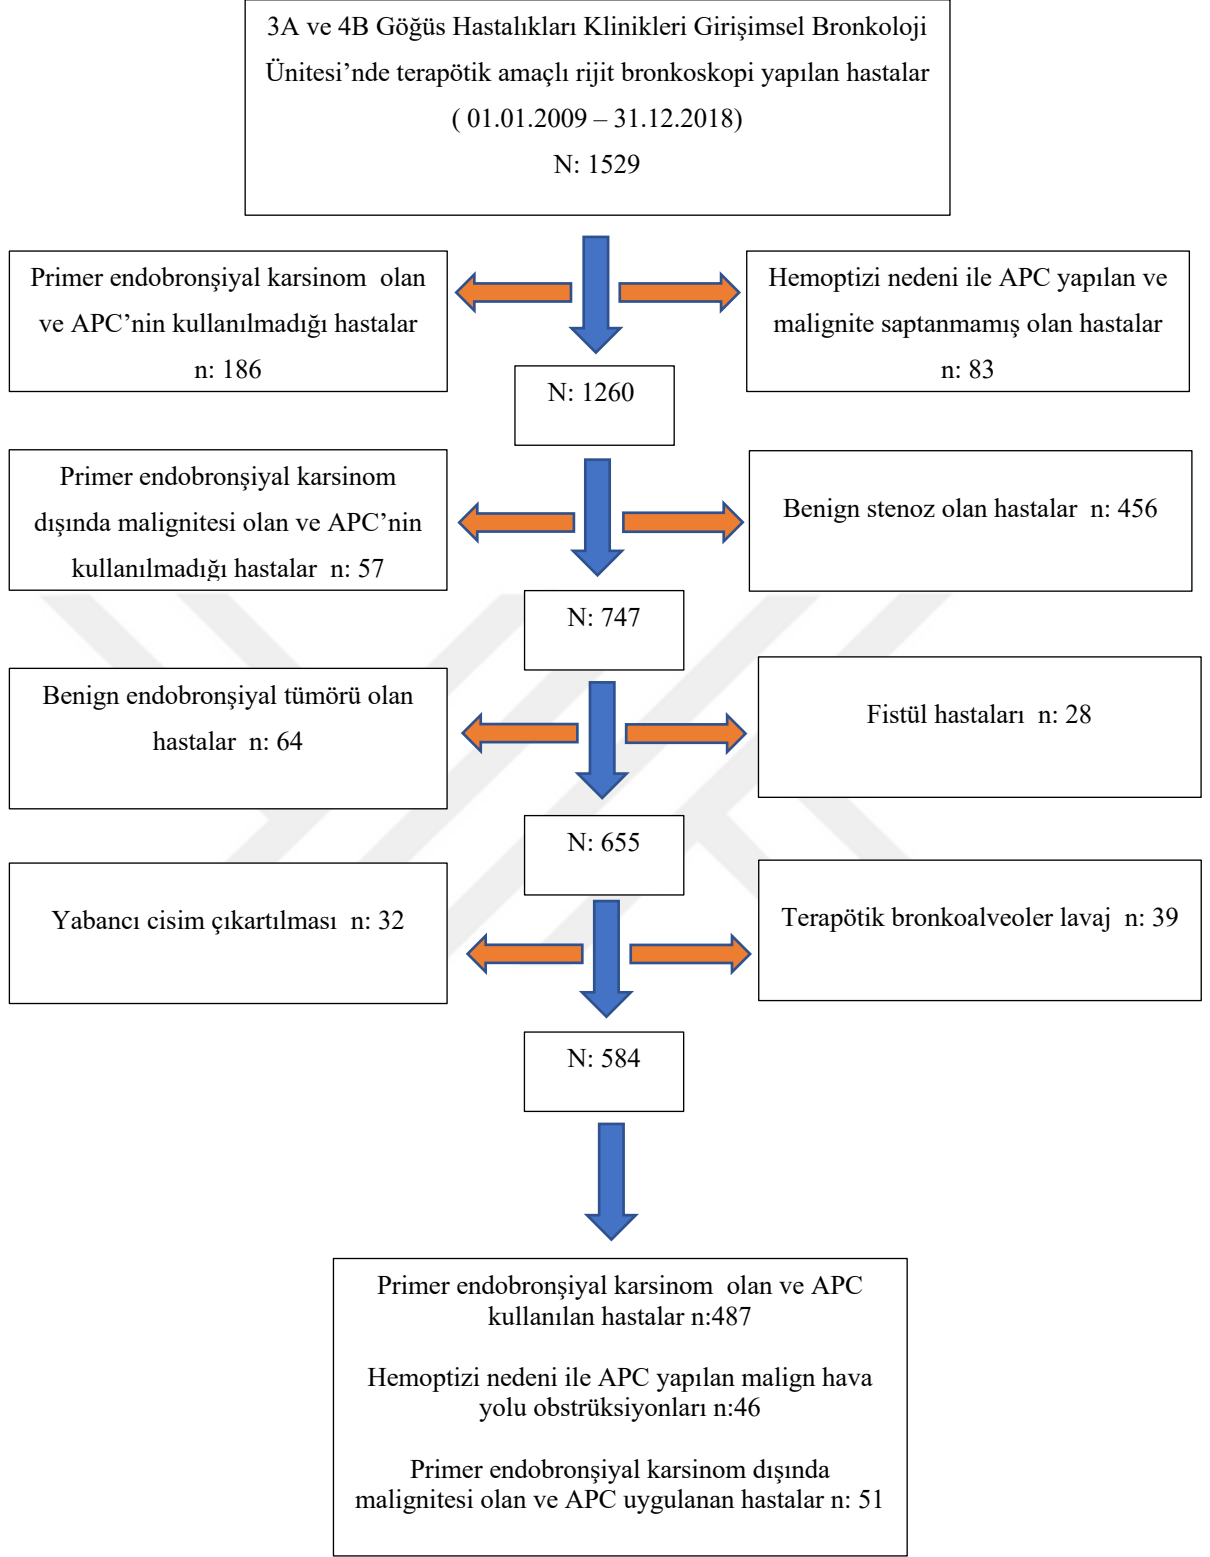 3A ve 4B Göğüs Hastalıkları Klinikleri Girişimsel Bronkoloji
Ünitesi’nde terapötik amaçlı rijit bronkoskopi yapılan hastalar
( 01.01.2009 – 31.12.2018)
N: 1529
Primer endobronşiyal karsinom olan
ve APC’nin kullanılmadığı hastalar
n: 186
Hemoptizi nedeni ile APC yapılan ve
malignite saptanmamış olan hastalar
n: 83
N: 1260
Primer endobronşiyal karsinom
dışında malignitesi olan ve APC’nin
kullanılmadığı hastalar n: 57
Benign stenoz olan hastalar n: 456
N: 747
Benign endobronşiyal tümörü olan
hastalar n: 64
Fistül hastaları n: 28
N: 655
Yabancı cisim çıkartılması n: 32
Terapötik bronkoalveoler lavaj n: 39
N: 584
Primer endobronşiyal karsinom olan ve APC
kullanılan hastalar n:487
Hemoptizi nedeni ile APC yapılan malign hava
yolu obstrüksiyonları n:46
Primer endobronşiyal karsinom dışında
malignitesi olan ve APC uygulanan hastalar n: 51